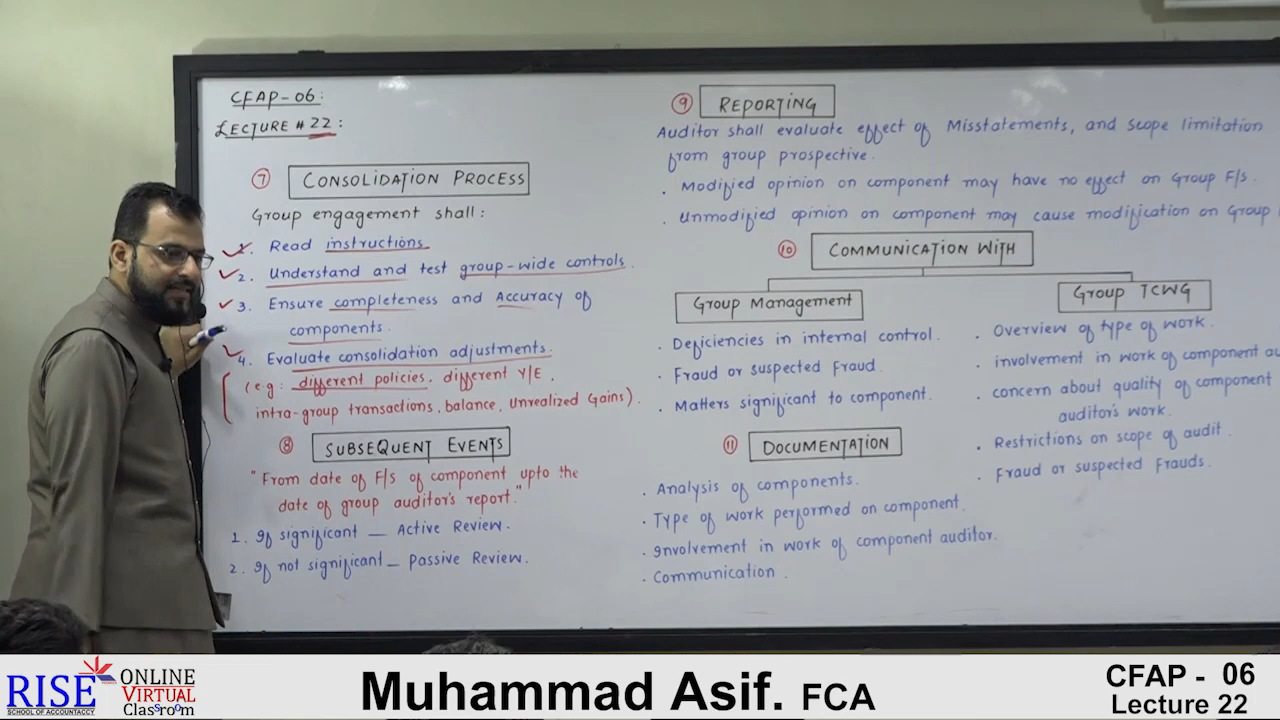 CFAP-06:
LECTURE # 22:
⑦ CONSOLIDATION PROCESS
Group engagement shall:
1. Read instructions
2. Understand and test group-wide controls.
3. Ensure completeness and Accuracy of
components.
4. Evaluate consolidation adjustments.
(eg: different policies, different Y/E,
intra-group transactions, balance, Unrealized Gains).
⑧ SUBSEQUENT EVENTS
"From date of F/s of component upto the
date of group auditor's report."
1. If significant – Active Review.
2. If not significant – Passive Review.
⑨ REPORTING
Auditor shall evaluate effect of Misstatements, and scope limitation
from group prospective.
. Modified opinion on component may have no effect on Group F/s.
. Unmodified opinion on component may cause modification on Group
⑩ COMMUNICATION WITH
Group Management
. Deficiencies in internal control.
. Fraud or suspected Fraud.
. Matters significant to component.
Group TCWG
. Overview of type of work.
. involvement in work of component au
. concern about quality of component
auditor's work.
. Restrictions on scope of audit.
. Fraud or suspected Frauds.
⑪ DOCUMENTATION
. Analysis of components.
. Type of work performed on component.
. Involvement in work of component auditor.
. Communication.
RISE
SCHOOL OF ACCOUNTACY
ONLINE
VIRTUAL
Classroom
Muhammad Asif. FCA
CFAP - 06
Lecture 22